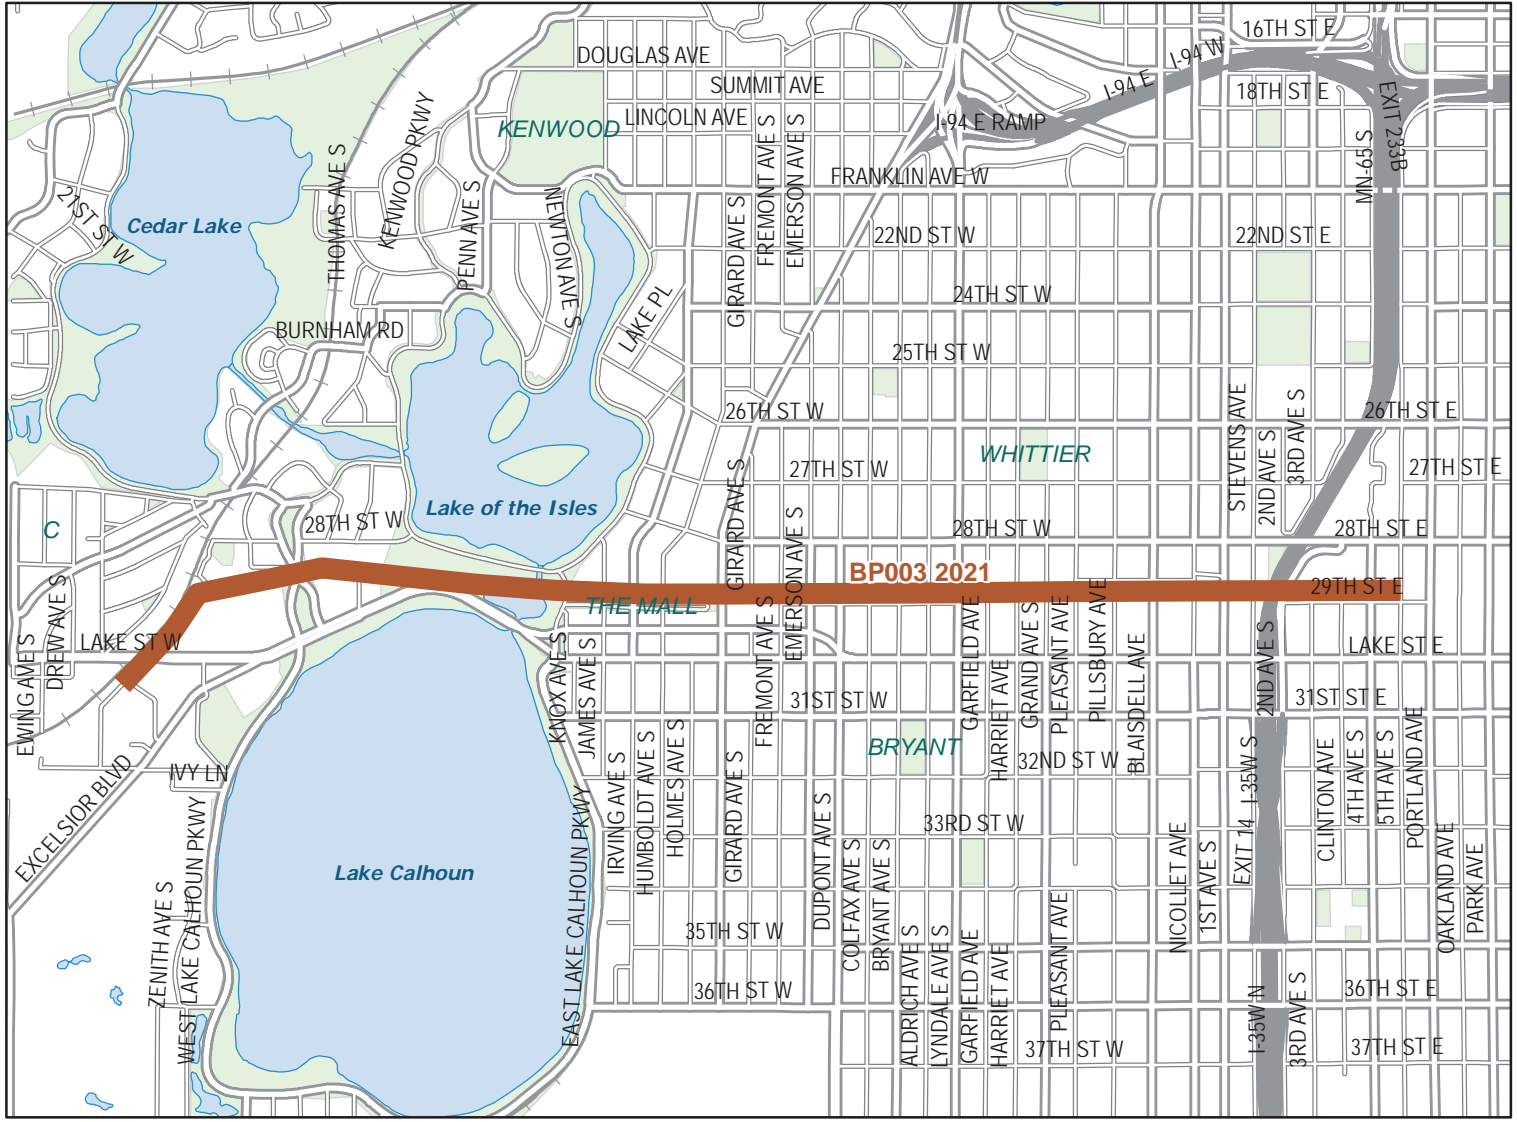 16TH ST E
DOUGLAS AVE
I-94 W
SUMMIT AVE
I-94 E
18TH ST E
EXIT 233B
LINCOLN AVE
KENWOOD
I-94 E RAMP
KENWOOD PKWY
THOMAS AVE S
FREMONT AVE S
EMERSON AVE S
MN-65 S
FRANKLIN AVE W
21ST ST W
Cedar Lake
PENN AVE S
NEWTON AVE S
GIRARD AVE S
22ND ST W
22ND ST E
24TH ST W
LAKE PL
BURNHAM RD
25TH ST W
26TH ST W
26TH ST E
STEVENS AVE
2ND AVE S
3RD AVE S
WHITTIER
27TH ST W
27TH ST E
Lake of the Isles
28TH ST W
C
GIRARD AVE S
EMERSON AVE S
28TH ST W
28TH ST E
BP003 2021
29TH ST E
THE MALL
DREW AVE S
EWING AVE S
LAKE ST W
LAKE ST E
KNOX AVE S
JAMES AVE S
FREMONT AVE S
GARFIELD AVE
HARRIET AVE
GRAND AVE S
PLEASANT AVE
PILLSBURY AVE
BLAISDELL AVE
2ND AVE S
31ST ST W
31ST ST E
BRYANT
32ND ST W
IVY LN
EXCELSIOR BLVD
IRVING AVE S
HUMBOLDT AVE S
HOLMES AVE S
GIRARD AVE S
I-35W S
EXIT 14
CLINTON AVE
4TH AVE S
5TH AVE S
PORTLAND AVE
33RD ST W
Lake Calhoun
WEST LAKE CALHOUN PKWY
ZENITH AVE S
EAST LAKE CALHOUN PKWY
DUPONT AVE S
COLFAX AVE S
BRYANT AVE S
NICOLLET AVE
1ST AVE S
OAKLAND AVE
PARK AVE
35TH ST W
ALDRICH AVE S
LYNDALE AVE S
GARFIELD AVE
HARRIET AVE
PLEASANT AVE
36TH ST W
36TH ST E
I-35W N
3RD AVE S
37TH ST W
37TH ST E